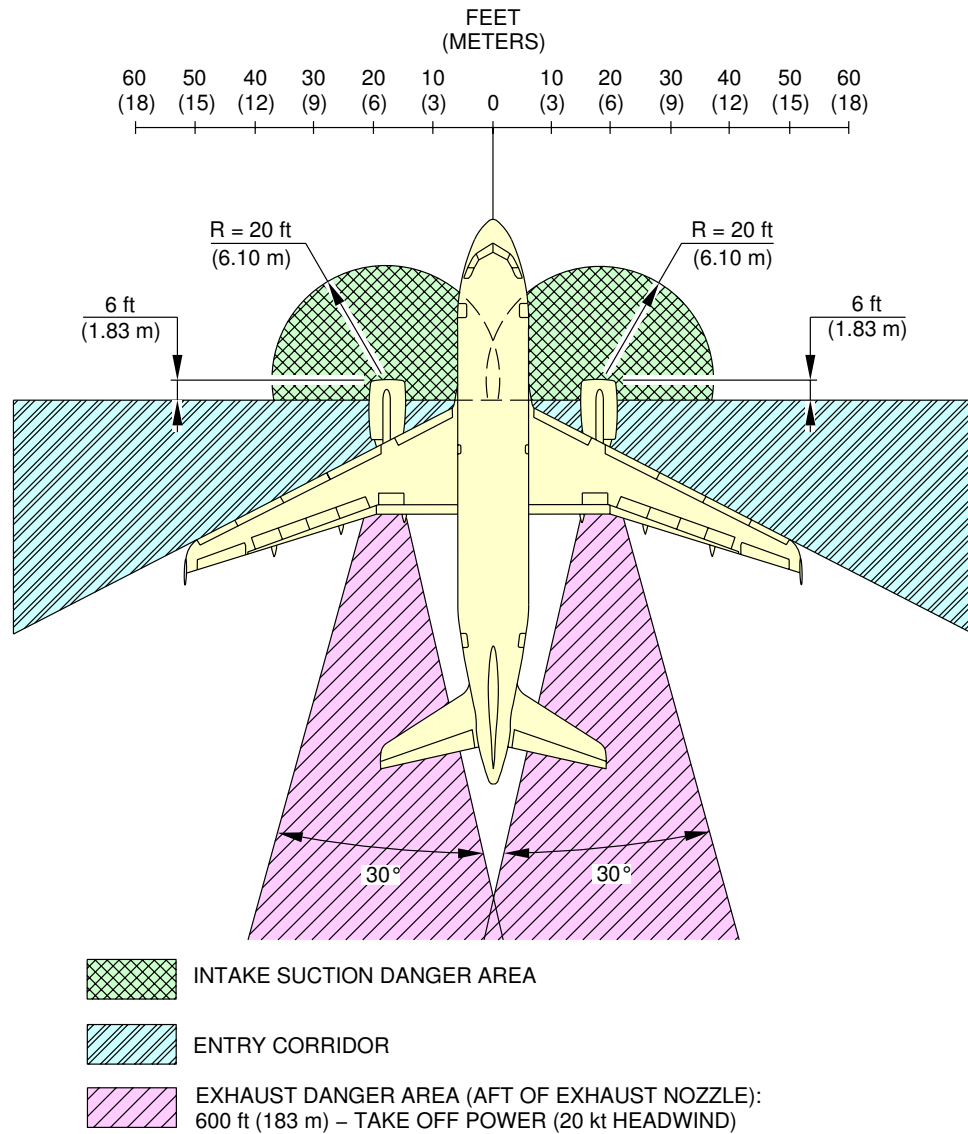 FEET
(METERS)
60 50 40 30 20 10 0 10 20 30 40 50 60
(18) (15) (12) (9) (6) (3) (3) (6) (9) (12) (15) (18)
R = 20 ft
(6.10 m)
R = 20 ft
(6.10 m)
6 ft
(1.83 m)
6 ft
(1.83 m)
30°
30°
INTAKE SUCTION DANGER AREA
ENTRY CORRIDOR
EXHAUST DANGER AREA (AFT OF EXHAUST NOZZLE):
600 ft (183 m) – TAKE OFF POWER (20 kt HEADWIND)